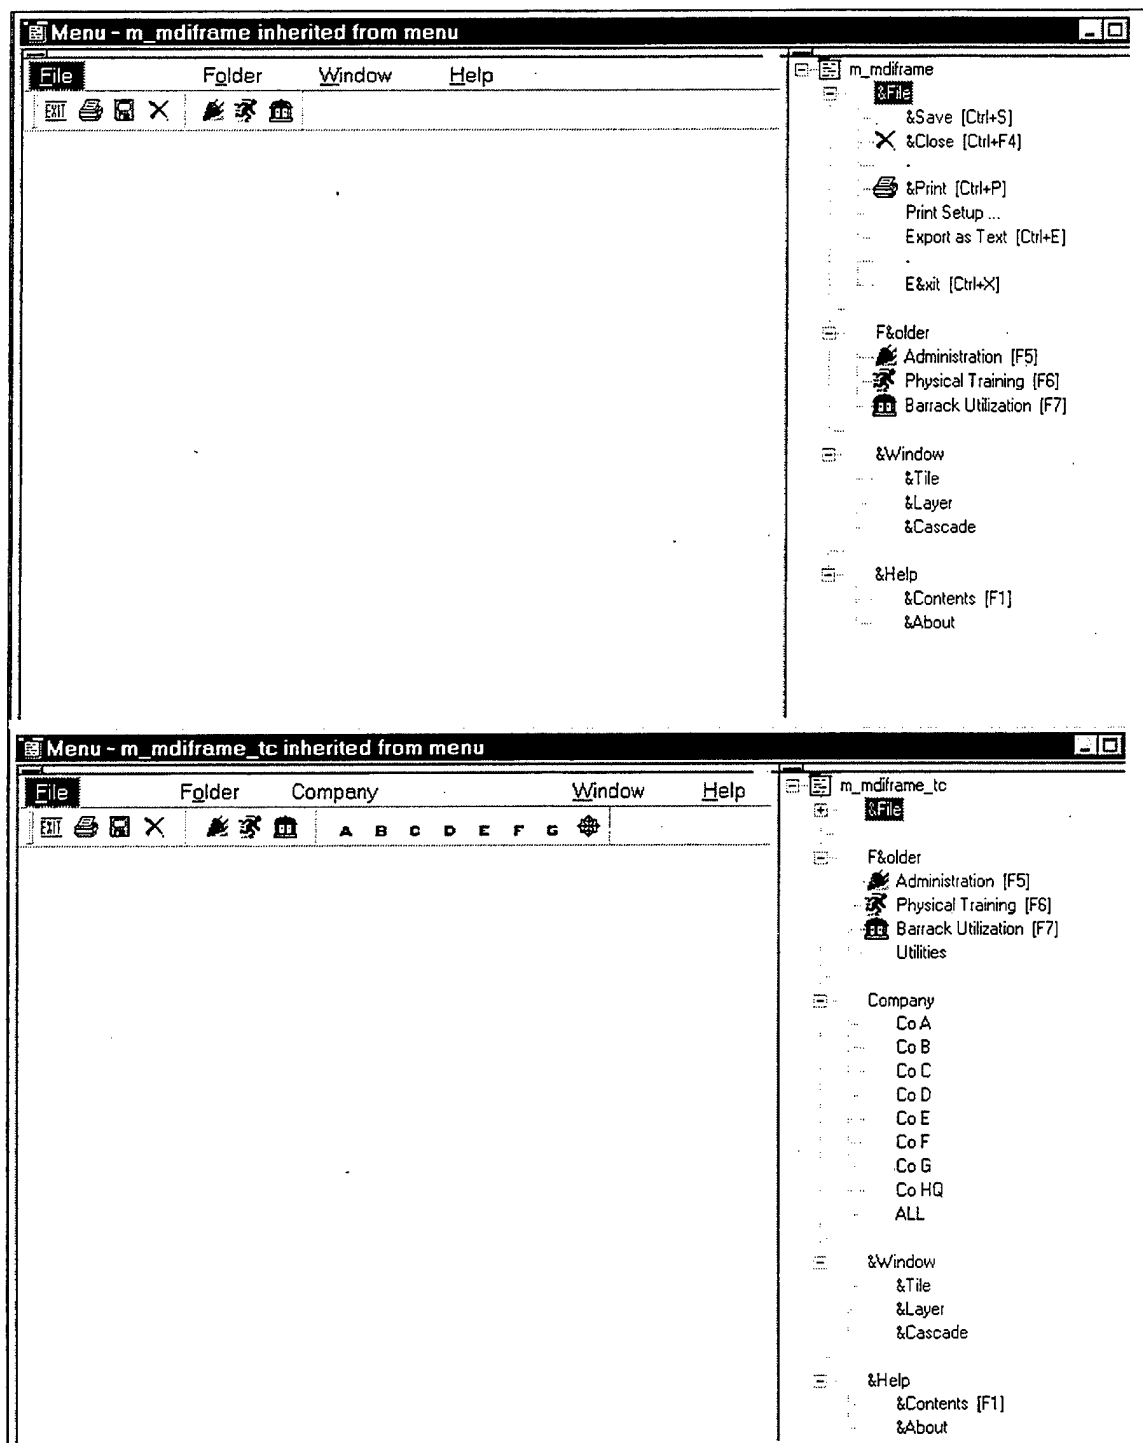 Menu - m_mdiframe inherited from menu
File Folder Window Help
EXIT
m_mdiframe
&File
&Save [Ctrl+S]
&Close [Ctrl+F4]
-
&Print [Ctrl+P]
Print Setup ...
Export as Text [Ctrl+E]
-
E&xit [Ctrl+X]
F&older
Administration [F5]
Physical Training [F6]
Barrack Utilization [F7]
&Window
&Tile
&Layer
&Cascade
&Help
&Contents [F1]
&About
Menu - m_mdiframe_tc inherited from menu
File Folder Company Window Help
EXIT A B C D E F G
m_mdiframe_tc
&File
F&older
Administration [F5]
Physical Training [F6]
Barrack Utilization [F7]
Utilities
Company
Co A
Co B
Co C
Co D
Co E
Co F
Co G
Co HQ
ALL
&Window
&Tile
&Layer
&Cascade
&Help
&Contents [F1]
&About